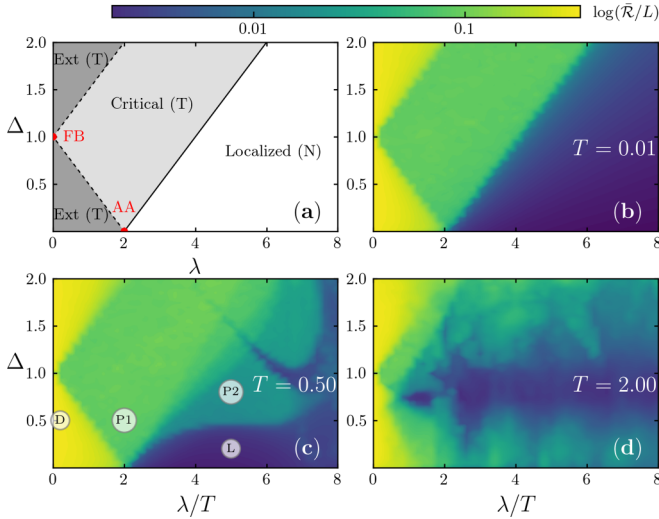 0.01 0.1 log(R̄/L)
2.0
1.5
Δ 1.0
0.5
Ext (T)
Critical (T)
FB
Localized (N)
AA
Ext (T)
(a)
0 2 4 6 8
λ
2.0
1.5
1.0
0.5
T = 0.01
(b)
0 2 4 6 8
2.0
1.5
Δ 1.0
0.5
T = 0.50
P2
D
P1
L
(c)
0 2 4 6 8
λ/T
2.0
1.5
1.0
0.5
T = 2.00
(d)
0 2 4 6 8
λ/T